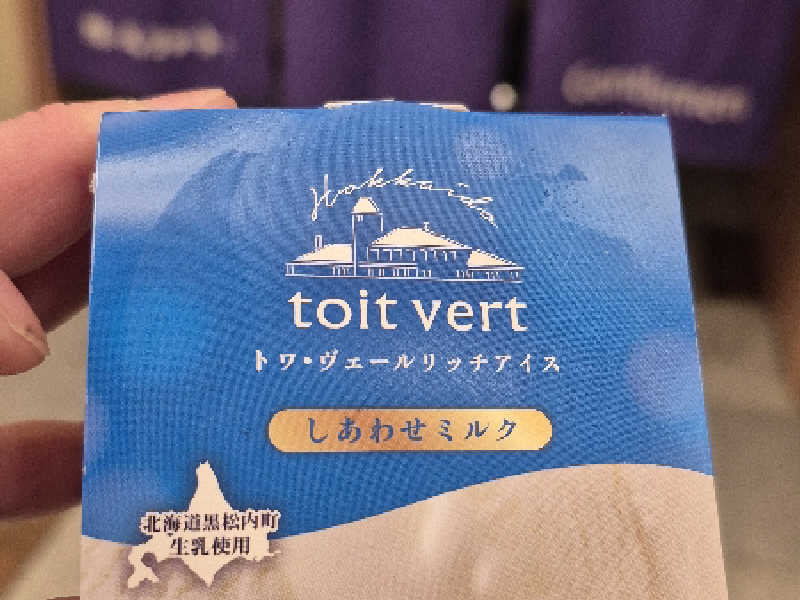 Hokkaido
toit vert
トワ・ヴェールリッチアイス
しあわせミルク
北海道黒松内町
生乳使用